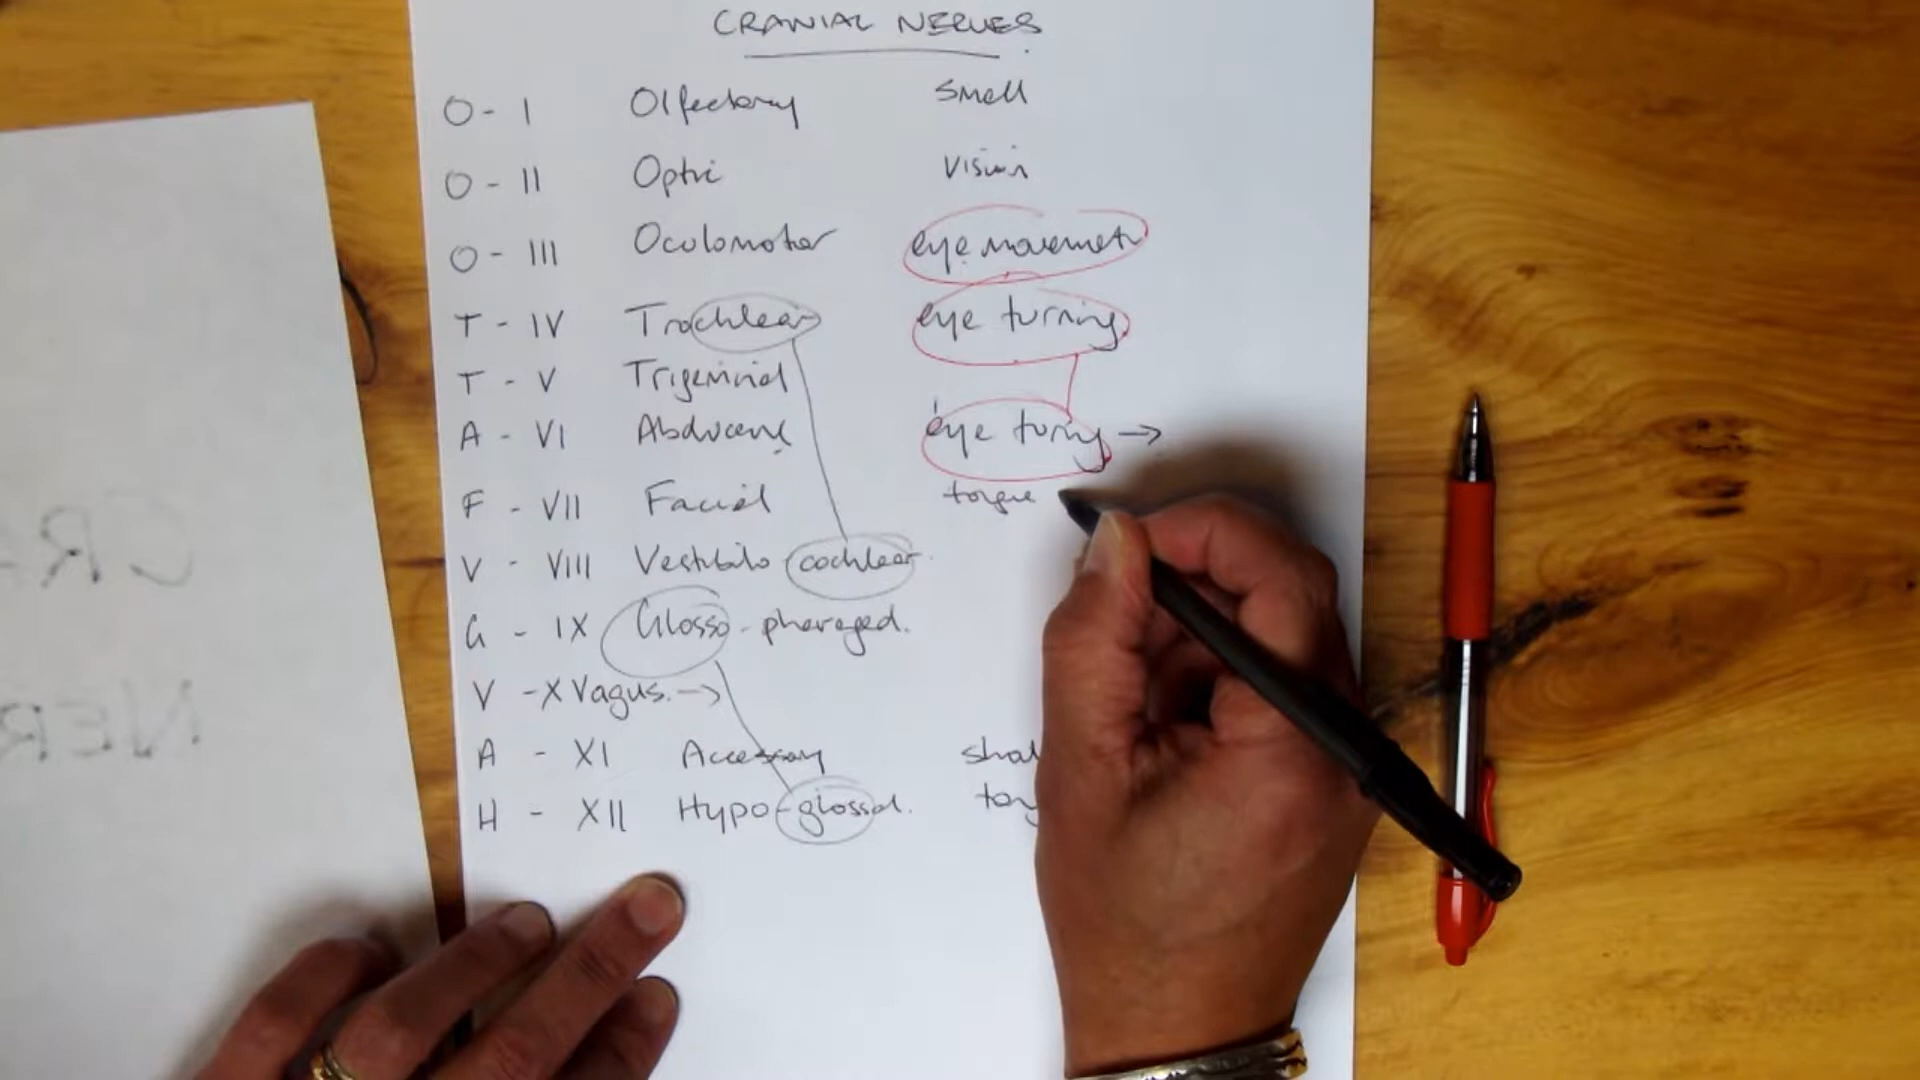 CRANIAL NERVES
O - I Olfactory Smell
O - II Optic Vision
O - III Oculomotor eye movement
T - IV Trochlear eye turning
T - V Trigeminal
A - VI Abducens eye turning →
F - VII Facial tongue
V - VIII Vestibulo cochlear.
G - IX Glosso - pharyngeal.
V - X Vagus. →
A - XI Accessory
H - XII Hypo - glossal.